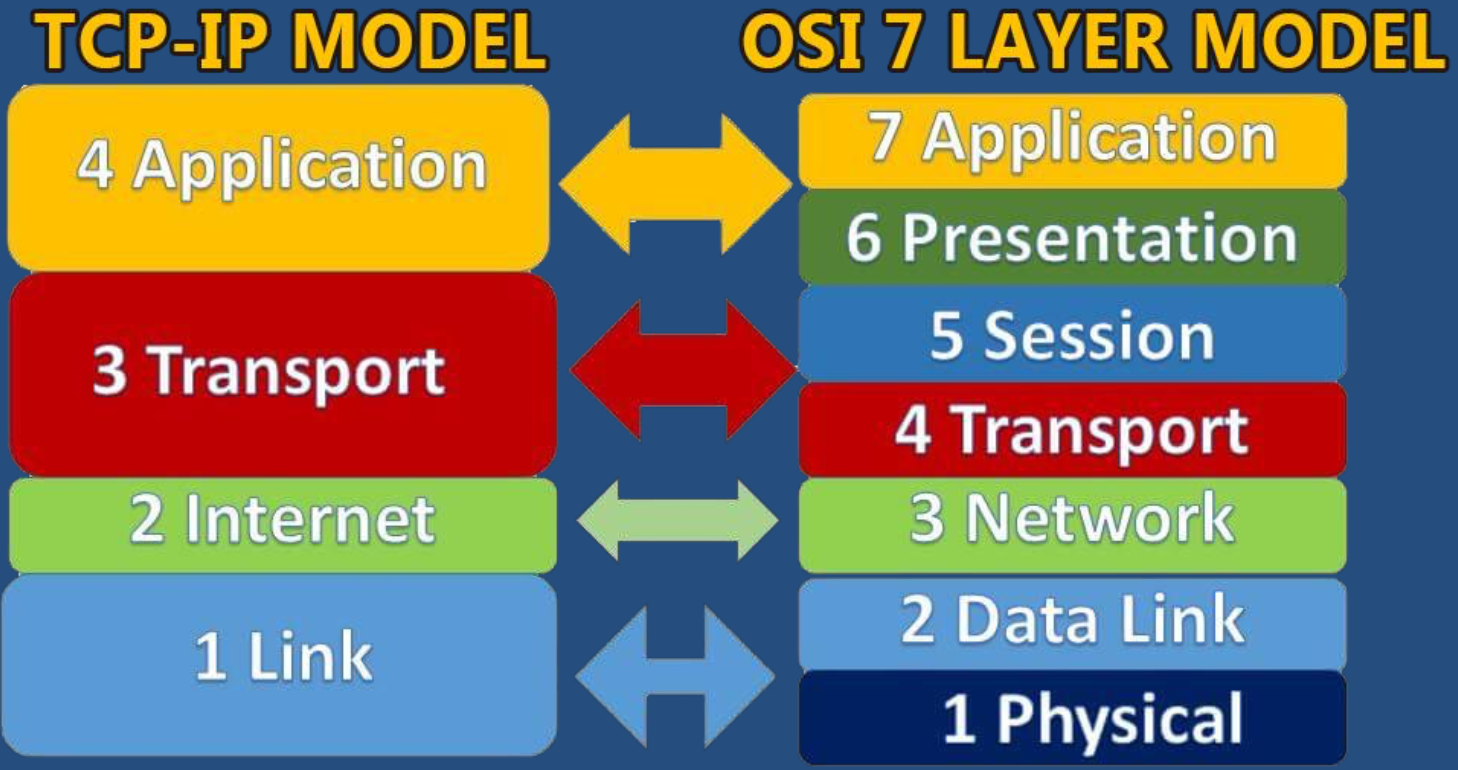 TCP-IP MODEL
4 Application
3 Transport
2 Internet
1 Link
OSI 7 LAYER MODEL
7 Application
6 Presentation
5 Session
4 Transport
3 Network
2 Data Link
1 Physical